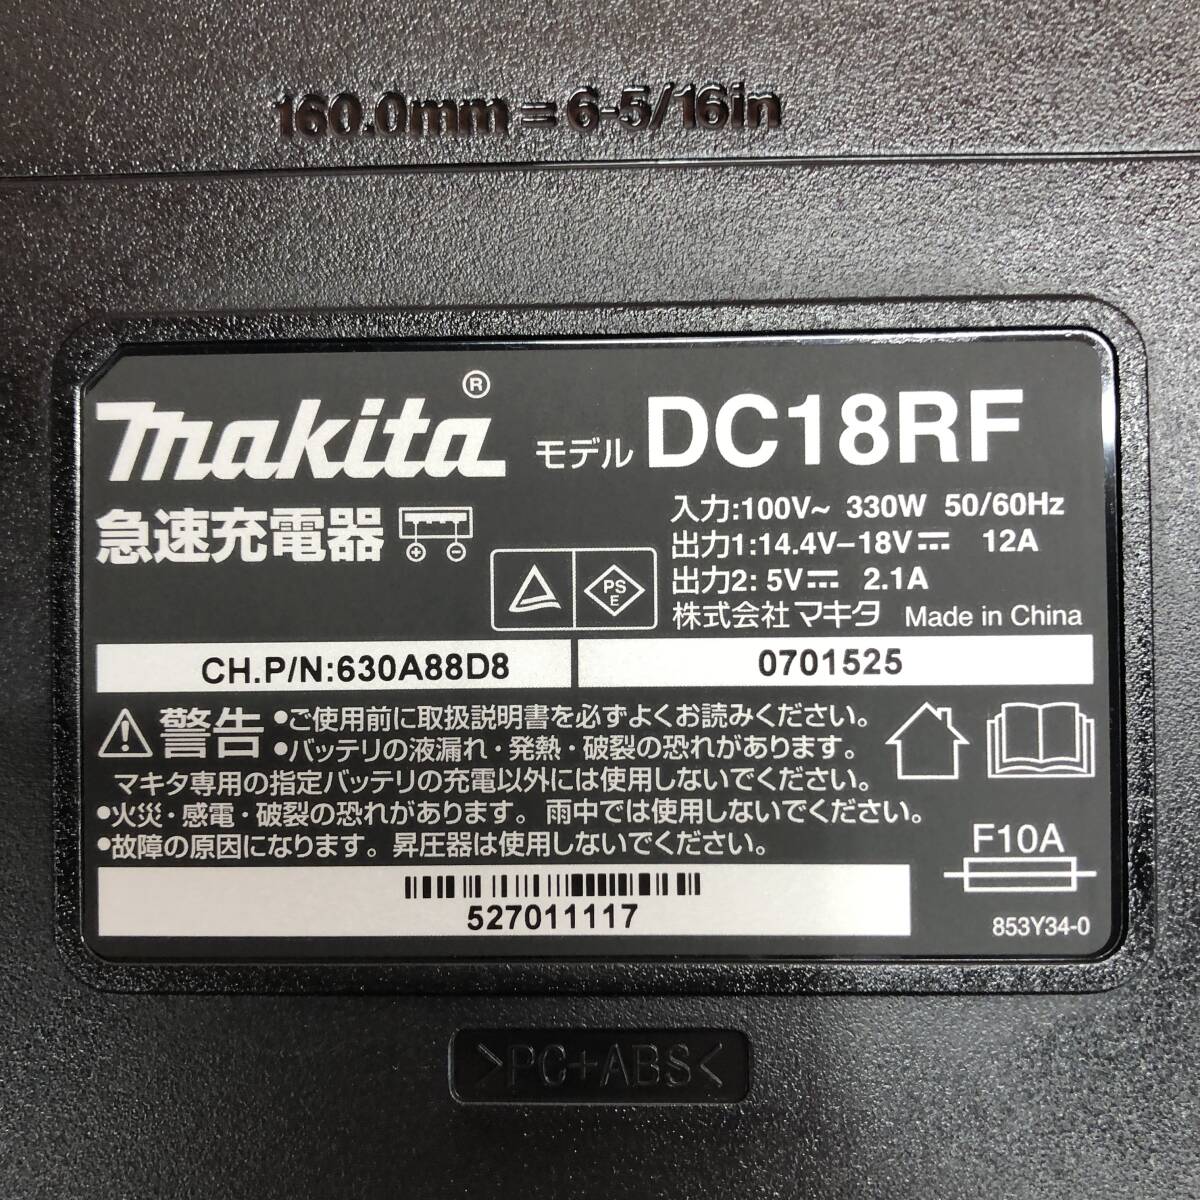 160.0mm=6-5/16in
makita®
モデル DC18RF
急速充電器
入力:100V~ 330W 50/60Hz
出力1:14.4V-18V⎓ 12A
出力2: 5V⎓ 2.1A
PS
E
株式会社 マキタ Made in China
CH.P/N:630A88D8
0701525
警告 •ご使用前に取扱説明書を必ずよくお読みください。
•バッテリの液漏れ・発熱・破裂の恐れがあります。
マキタ専用の指定バッテリの充電以外には使用しないでください。
•火災・感電・破裂の恐れがあります。雨中では使用しないでください。
•故障の原因になります。昇圧器は使用しないでください。
F10A
527011117
853Y34-0
>PC+ABS<